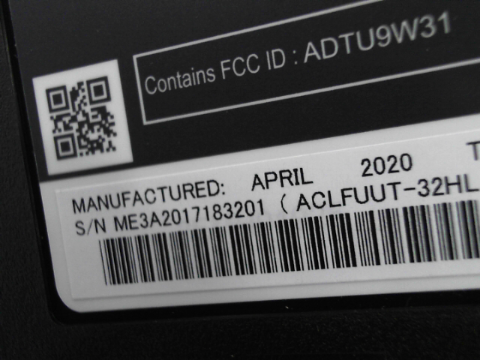 Contains FCC ID : ADTU9W31
MANUFACTURED: APRIL 2020 T
S/N ME3A2017183201 ( ACLFUUT-32HL